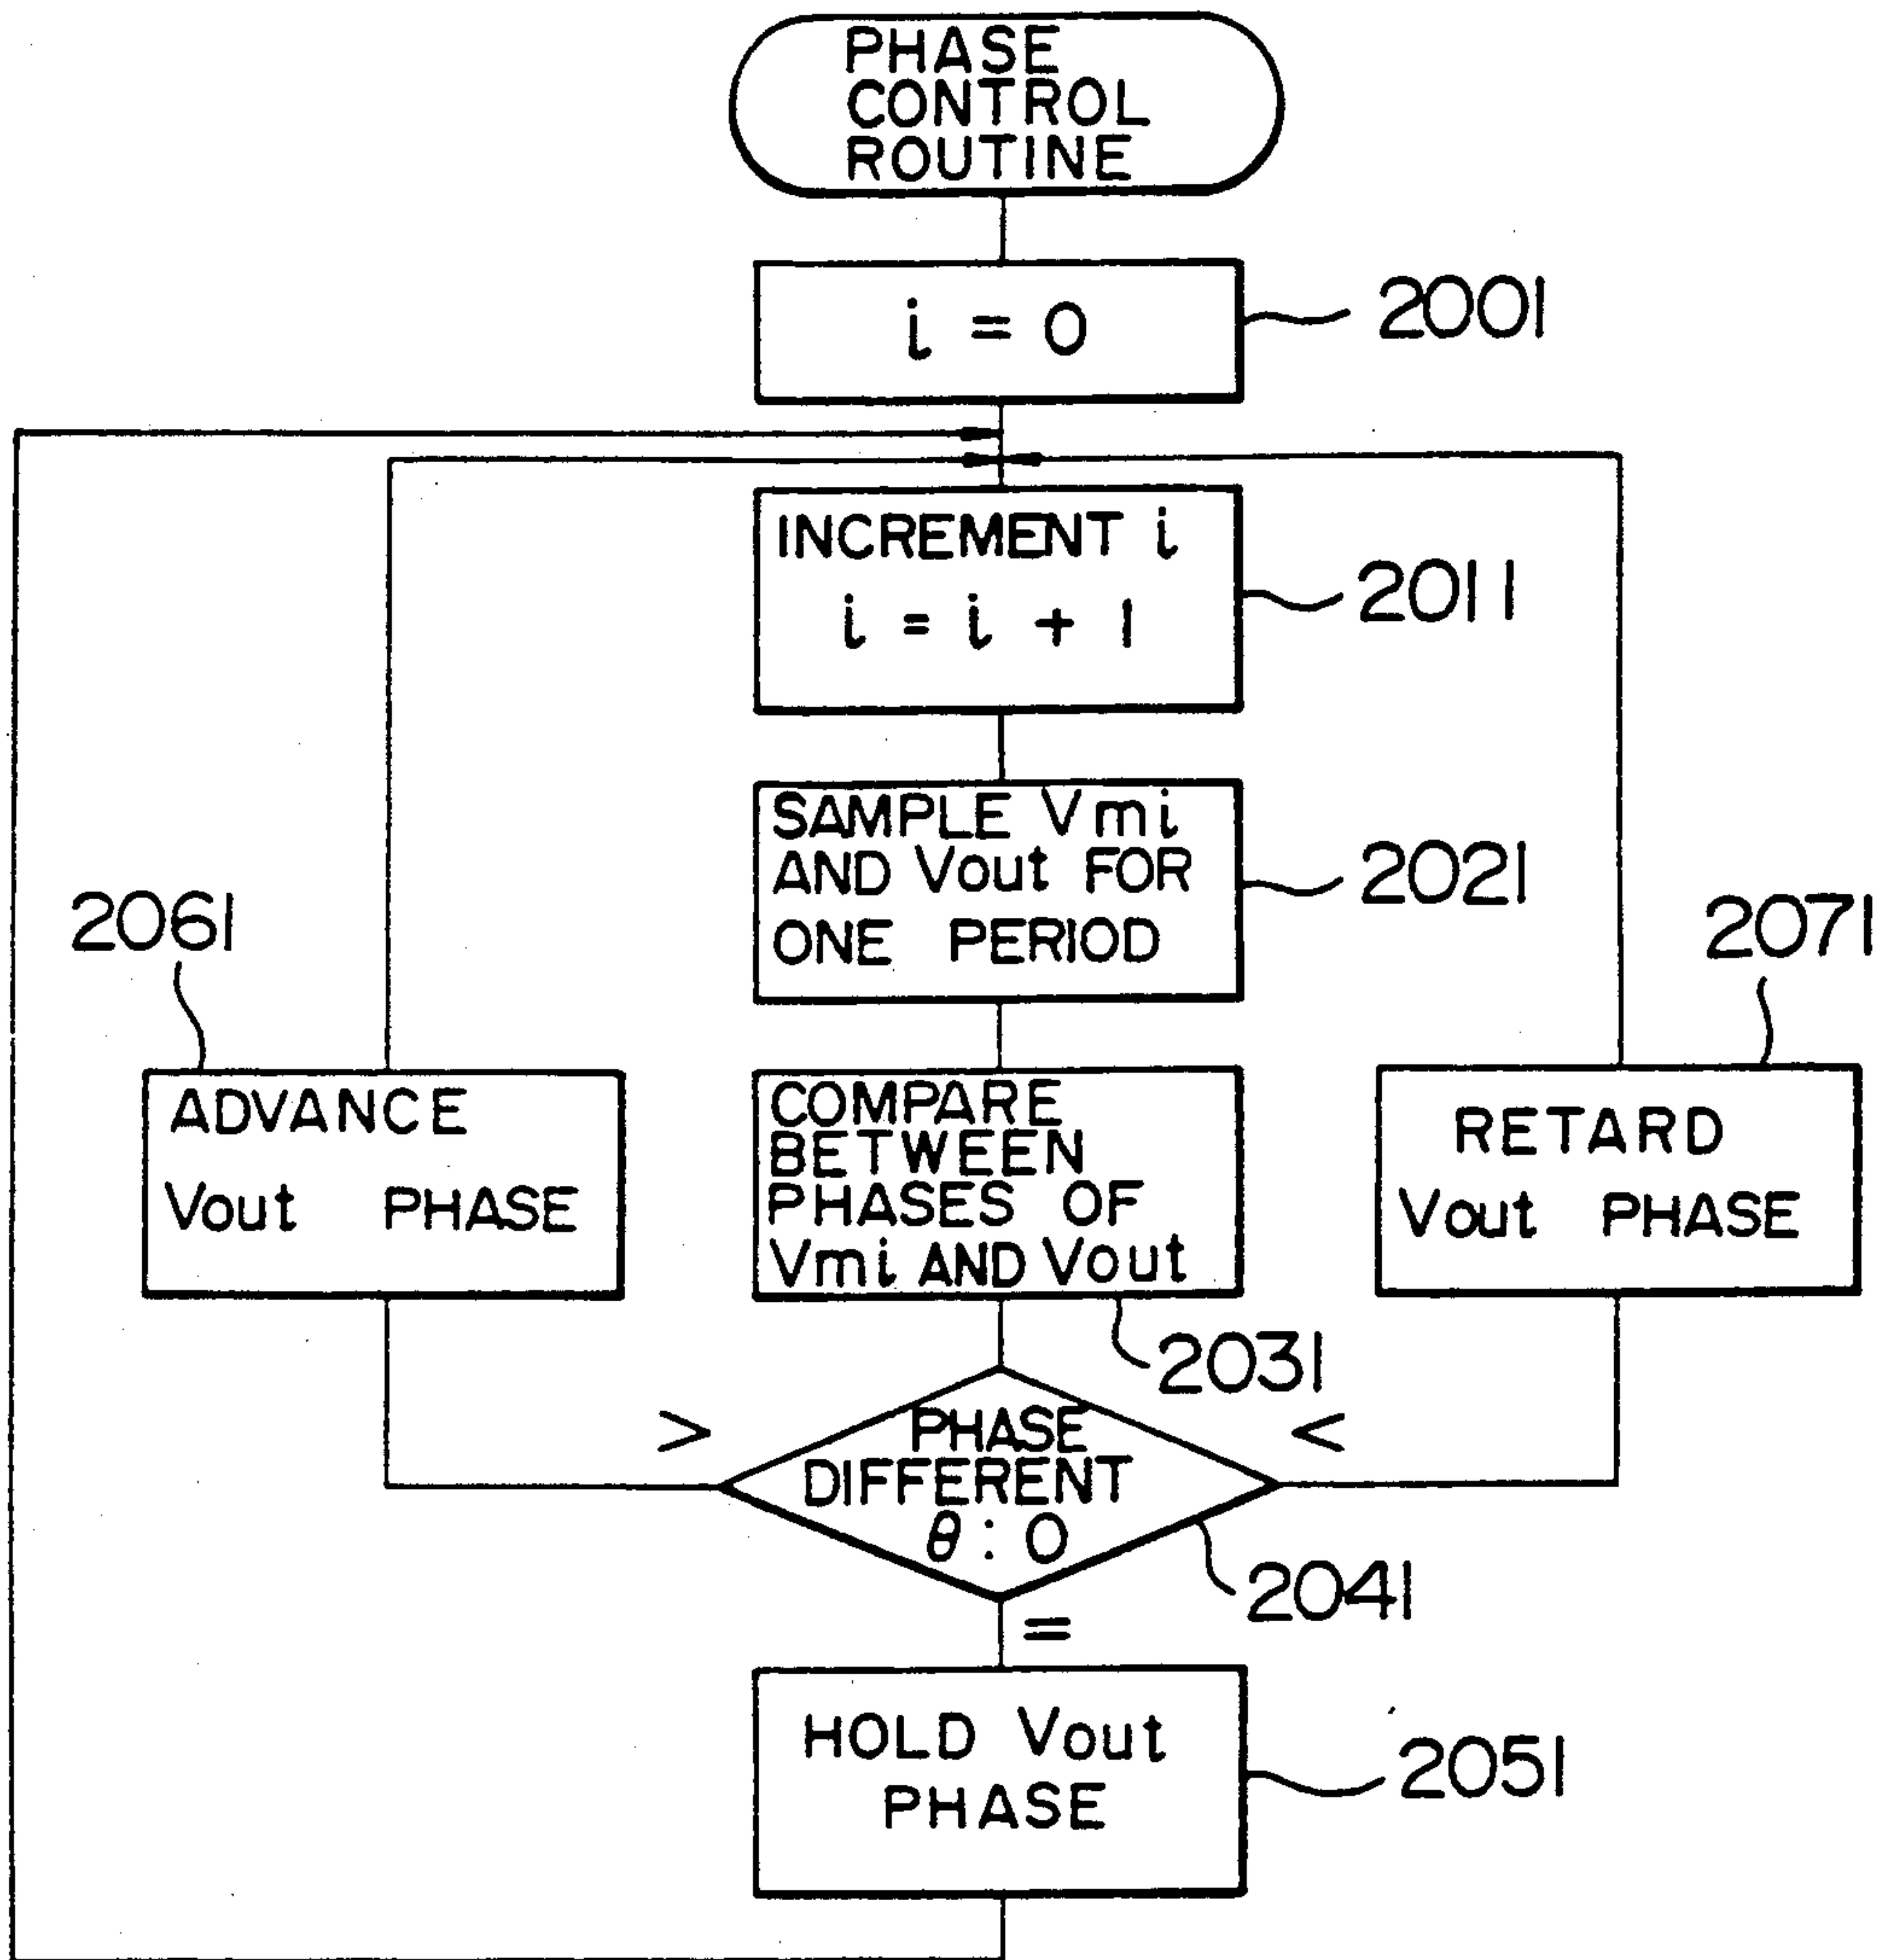 PHASE
CONTROL
ROUTINE
i = 0
2001
INCREMENT i
i = i + 1
2011
SAMPLE Vmi
AND Vout FOR
ONE PERIOD
2021
2061
2071
ADVANCE
Vout PHASE
COMPARE
BETWEEN
PHASES OF
Vmi AND Vout
RETARD
Vout PHASE
2031
>
<
PHASE
DIFFERENT
θ : 0
2041
=
HOLD Vout
PHASE
2051